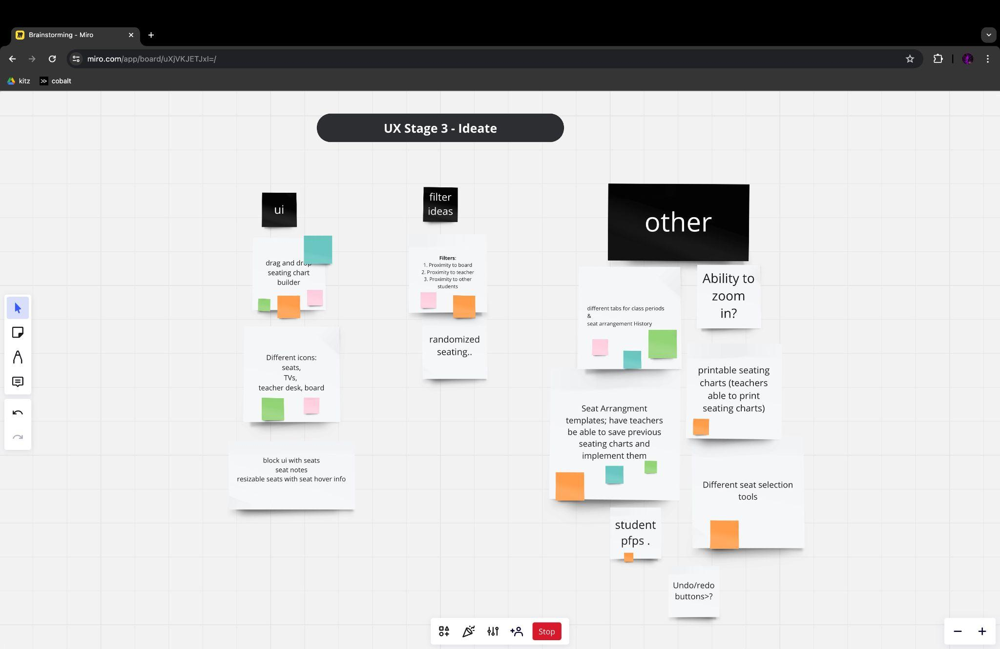 Brainstorming - Miro
miro.com/app/board/uXjVKJETJxI=/
kitz
cobalt
UX Stage 3 - Ideate
ui
drag and drop
seating chart
builder
Different icons:
seats,
TVs,
teacher desk, board
block ui with seats
seat notes
resizable seats with seat hover info
filter
ideas
Filters:
1. Proximity to board
2. Proximity to teacher
3. Proximity to other
students
randomized
seating..
other
different tabs for class periods
&
seat arrangement History
Ability to
zoom
in?
Seat Arrangment
templates; have teachers
be able to save previous
seating charts and
implement them
printable seating
charts (teachers
able to print
seating charts)
Different seat selection
tools
student
pfps .
Undo/redo
buttons>?
Stop